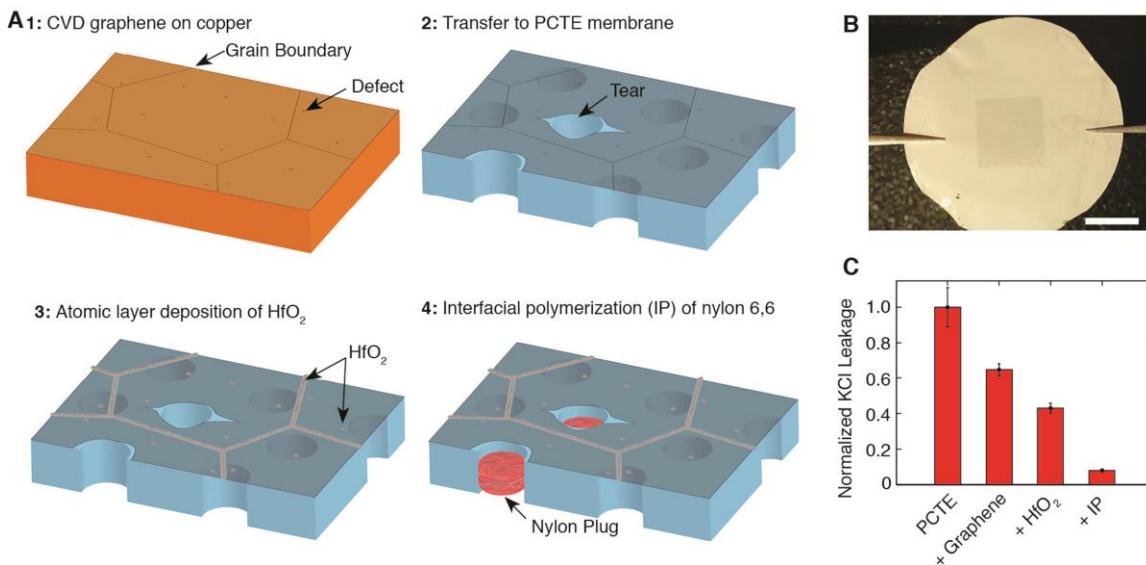 A
1: CVD graphene on copper
Grain Boundary
Defect
2: Transfer to PCTE membrane
Tear
3: Atomic layer deposition of HfO₂
HfO₂
4: Interfacial polymerization (IP) of nylon 6,6
Nylon Plug
B
C
Normalized KCl Leakage
1.0
0.8
0.6
0.4
0.2
0
PCTE
+ Graphene
+ HfO₂
+ IP